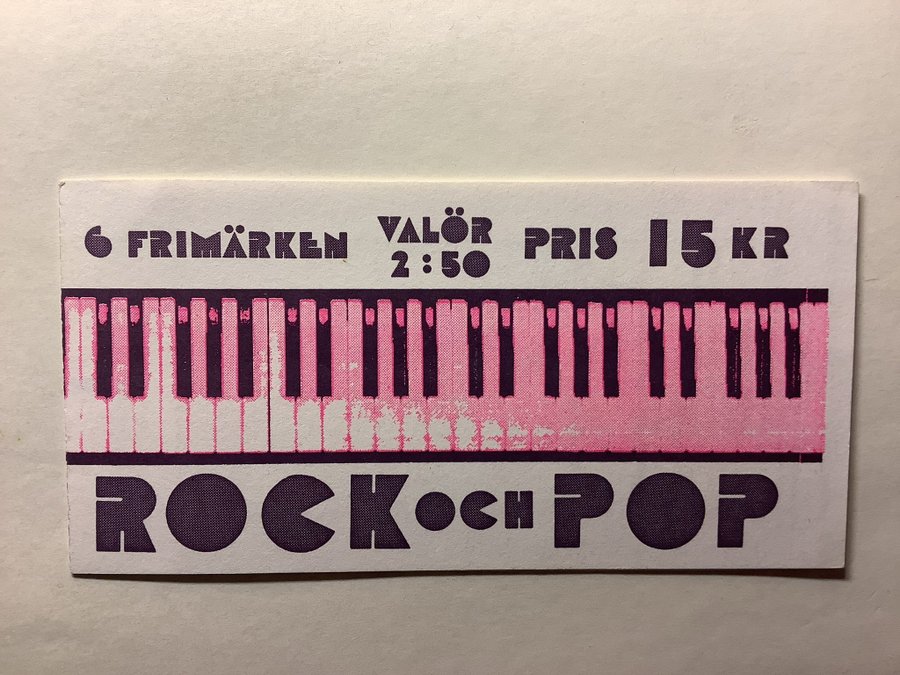 6 FRIMÄRKEN VALÖR 2:50 PRIS 15 KR
ROCK OCH POP